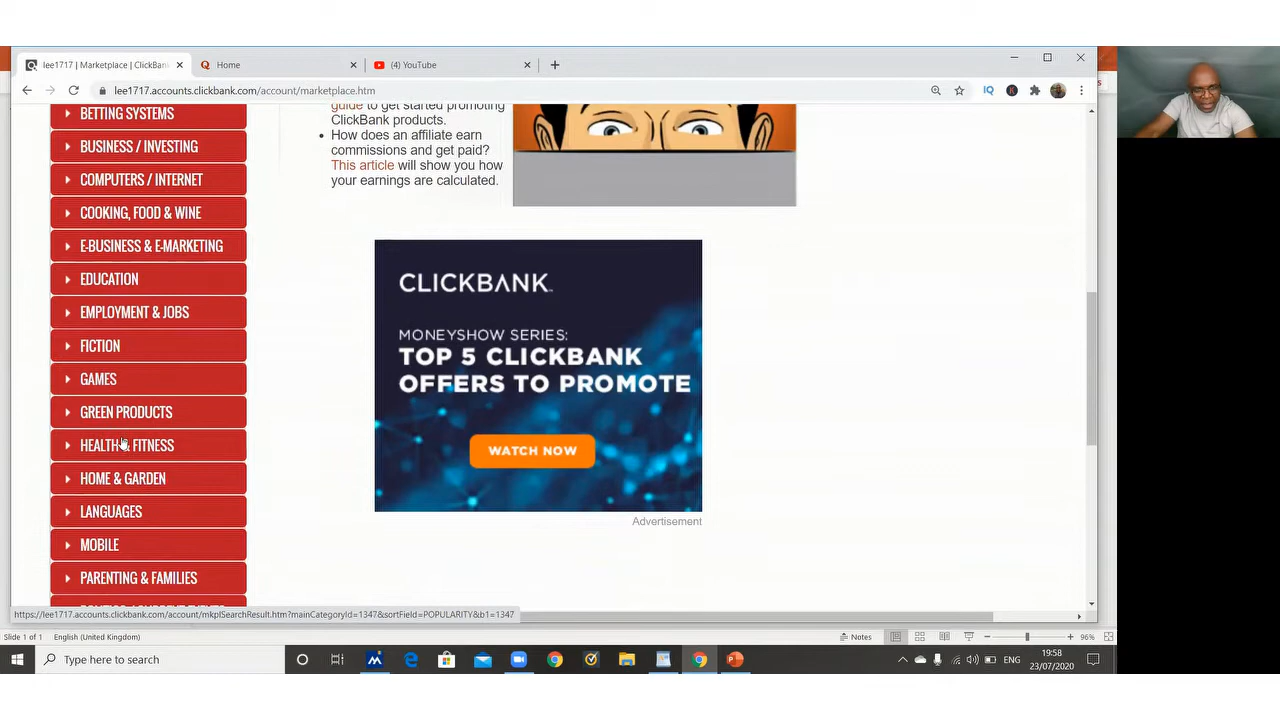 lee1717 | Marketplace | ClickBan
Home
(4) YouTube
lee1717.accounts.clickbank.com/account/marketplace.htm
BETTING SYSTEMS
BUSINESS / INVESTING
COMPUTERS / INTERNET
COOKING, FOOD & WINE
E-BUSINESS & E-MARKETING
EDUCATION
EMPLOYMENT & JOBS
FICTION
GAMES
GREEN PRODUCTS
HEALTH & FITNESS
HOME & GARDEN
LANGUAGES
MOBILE
PARENTING & FAMILIES
guide to get started promoting
ClickBank products.
How does an affiliate earn
commissions and get paid?
This article will show you how
your earnings are calculated.
CLICKBANK
MONEYSHOW SERIES:
TOP 5 CLICKBANK
OFFERS TO PROMOTE
WATCH NOW
Advertisement
https://lee1717.accounts.clickbank.com/account/mkplSearchResult.htm?mainCategoryId=1347&sortField=POPULARITY&b1=1347
Slide 1 of 1
English (United Kingdom)
Notes
96%
Type here to search
ENG
19:58
23/07/2020